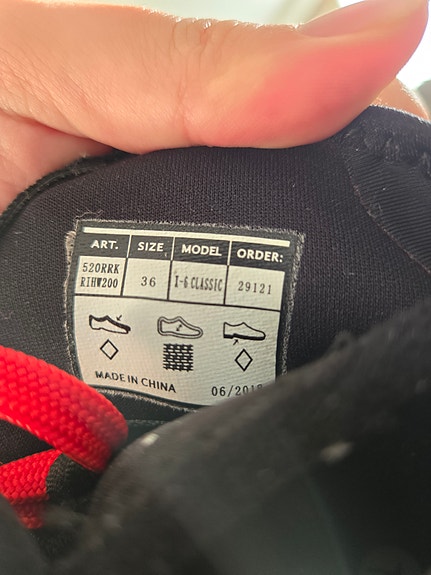 ART. SIZE MODEL ORDER:
520RRK
RIHW200 36 I-6 CLASSIC 29121
MADE IN CHINA